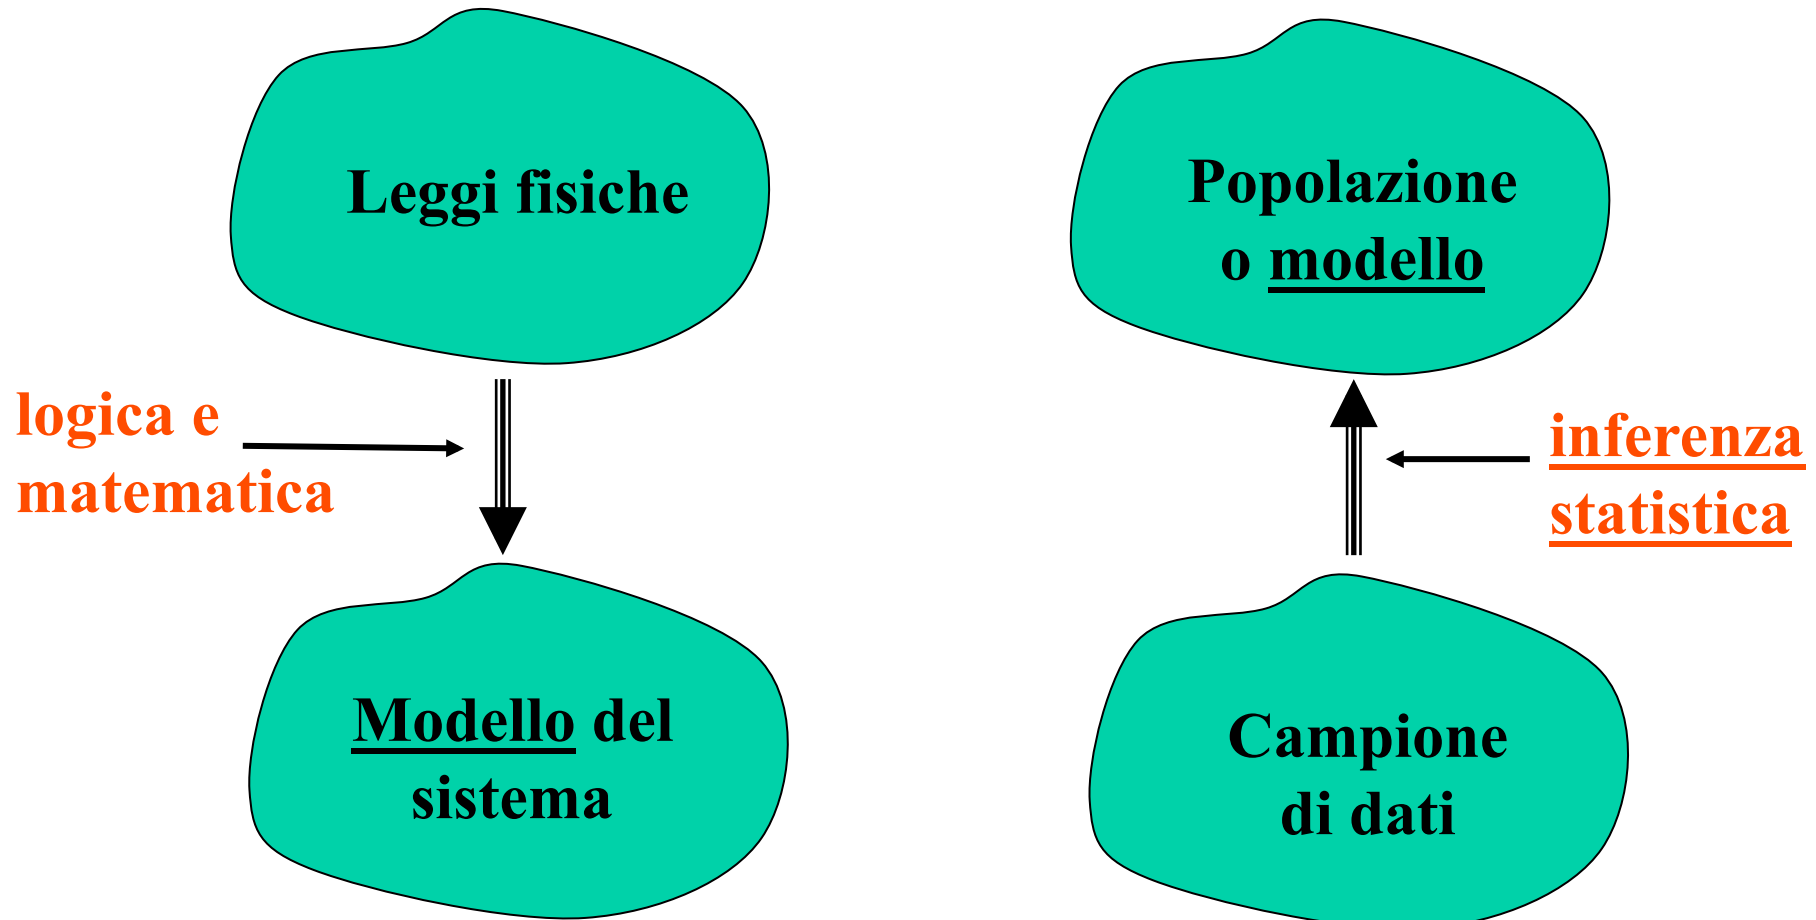 Leggi fisiche
logica e
matematica
Modello del
sistema
Popolazione
o modello
inferenza
statistica
Campione
di dati